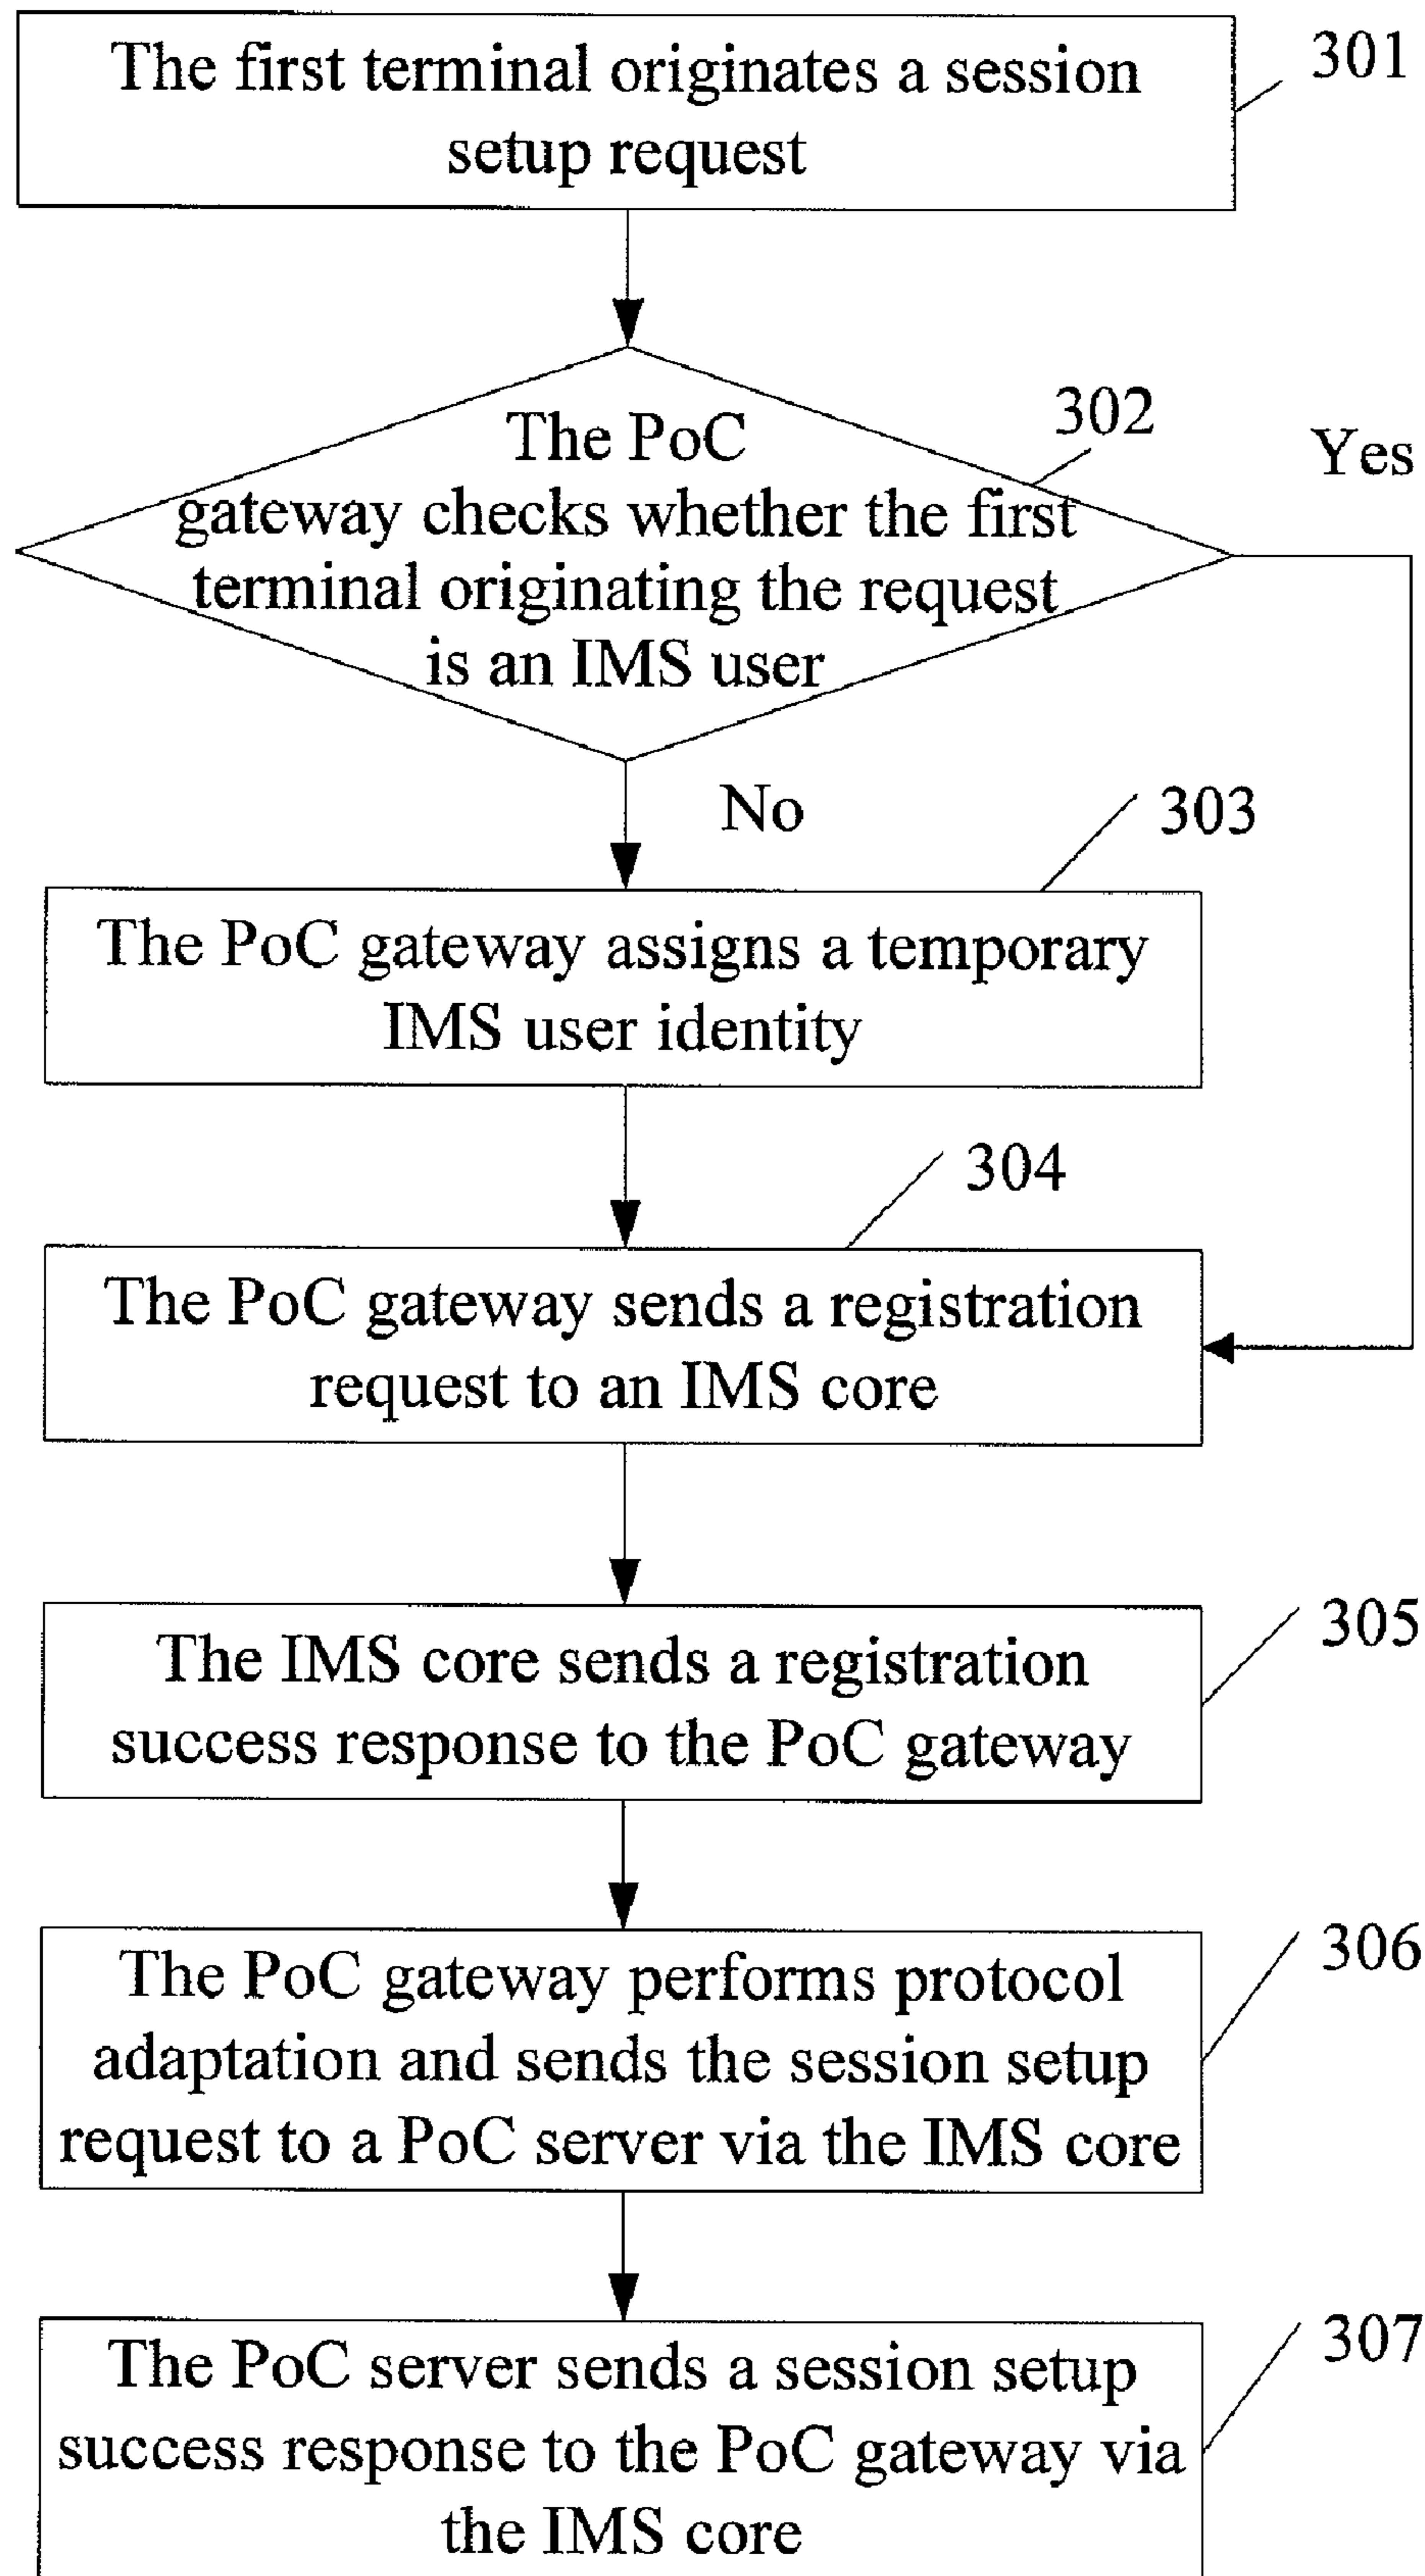 The first terminal originates a session
setup request
301
The PoC
gateway checks whether the first
terminal originating the request
is an IMS user
302
Yes
No
303
The PoC gateway assigns a temporary
IMS user identity
304
The PoC gateway sends a registration
request to an IMS core
305
The IMS core sends a registration
success response to the PoC gateway
306
The PoC gateway performs protocol
adaptation and sends the session setup
request to a PoC server via the IMS core
307
The PoC server sends a session setup
success response to the PoC gateway via
the IMS core